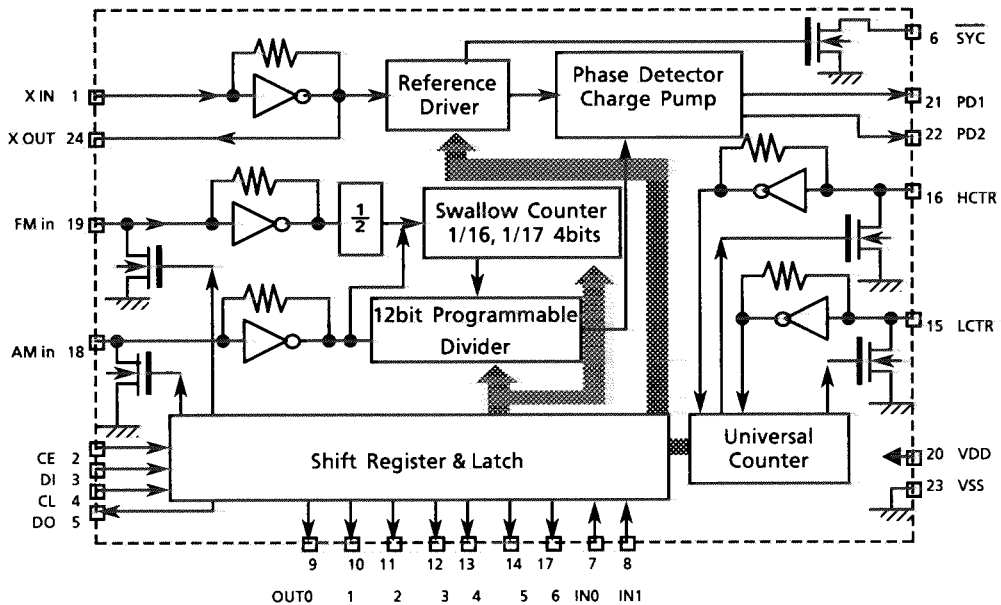 6 SYC
X IN 1
Reference
Driver
Phase Detector
Charge Pump
21 PD1
X OUT 24
22 PD2
16 HCTR
FM in 19
1/2
Swallow Counter
1/16, 1/17 4bits
15 LCTR
AM in 18
12bit Programmable
Divider
CE 2
DI 3
CL 4
DO 5
Shift Register & Latch
Universal
Counter
20 VDD
23 VSS
9 10 11 12 13 14 17 7 8
OUT0 1 2 3 4 5 6 IN0 IN1